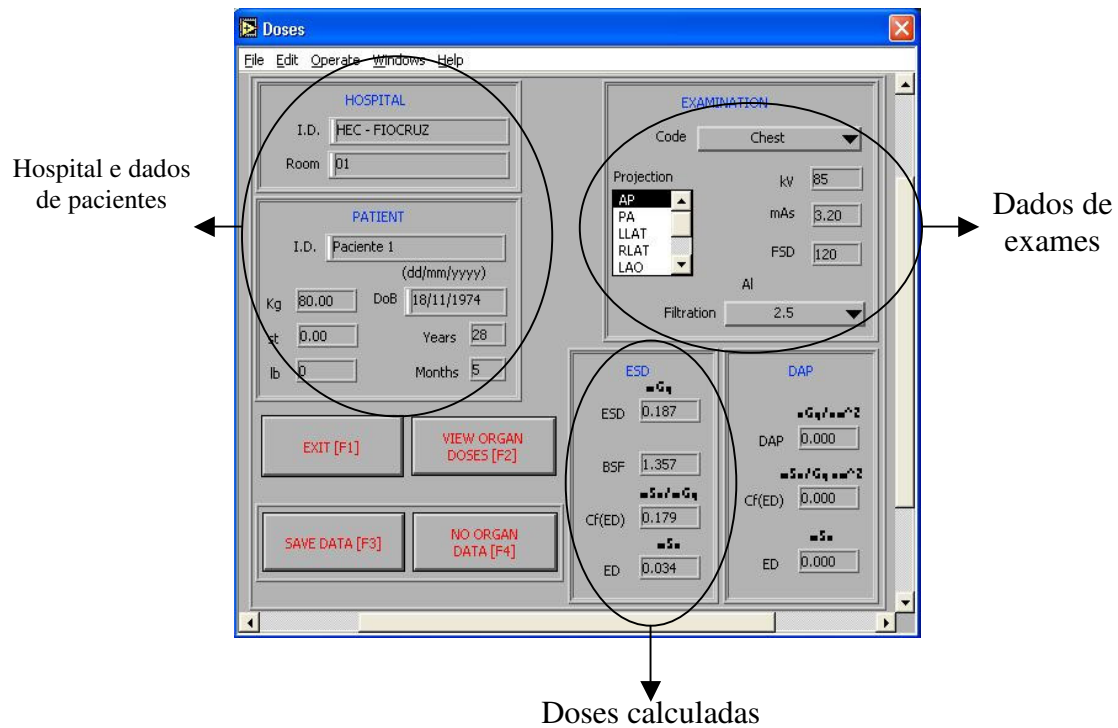 Doses
File Edit Operate Windows Help
Hospital e dados
de pacientes
HOSPITAL
I.D. HEC - FIOCRUZ
Room 01
PATIENT
I.D. Paciente 1
(dd/mm/yyyy)
Kg 80.00 DoB 18/11/1974
st 0.00 Years 28
lb 0 Months 5
EXIT [F1]
VIEW ORGAN
DOSES [F2]
SAVE DATA [F3]
NO ORGAN
DATA [F4]
EXAMINATION
Code Chest
Projection
AP
PA
LLAT
RLAT
LAO
kV 85
mAs 3.20
FSD 120
Al
Filtration 2.5
Dados de
exames
ESD
mGy
ESD 0.187
BSF 1.357
mSv/mGy
Cf(ED) 0.179
mSv
ED 0.034
DAP
DAP 0.000
Cf(ED) 0.000
mSv
ED 0.000
Doses calculadas